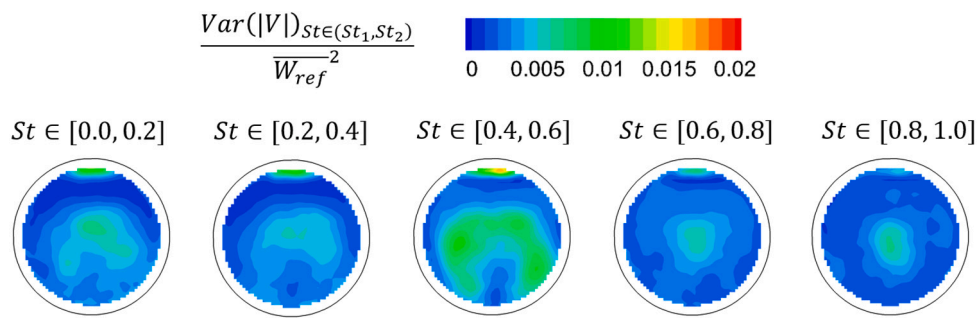 Var(|V|)St∈(St₁,St₂)
W̅r̅e̅f̅²
0 0.005 0.01 0.015 0.02
St ∈ [0.0, 0.2] St ∈ [0.2, 0.4] St ∈ [0.4, 0.6] St ∈ [0.6, 0.8] St ∈ [0.8, 1.0]